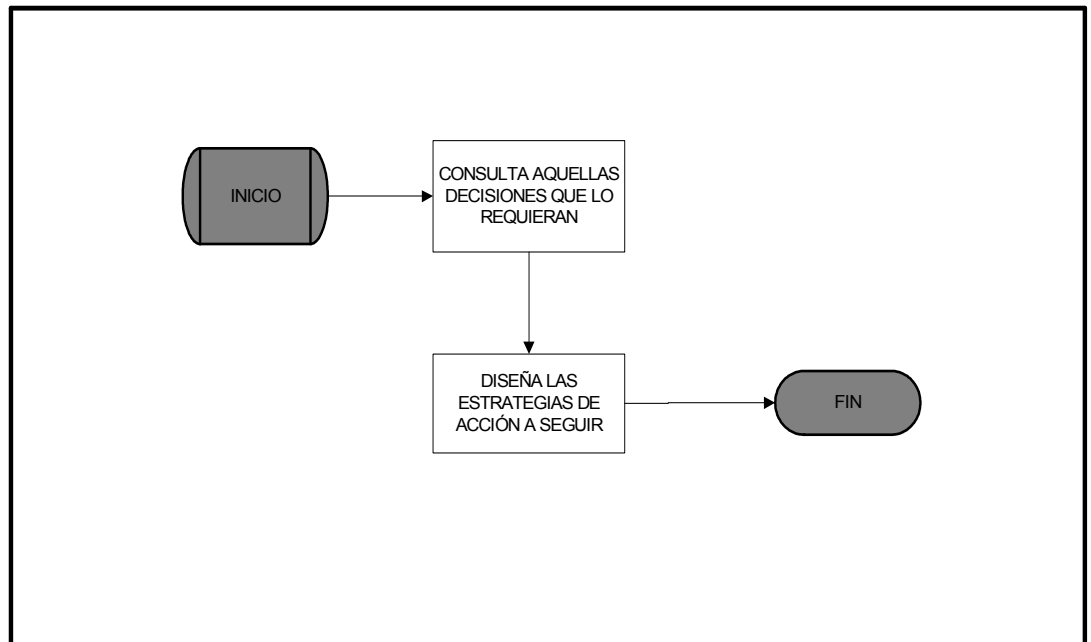 INICIO
CONSULTA AQUELLAS
DECISIONES QUE LO
REQUIERAN
DISEÑA LAS
ESTRATEGIAS DE
ACCIÓN A SEGUIR
FIN